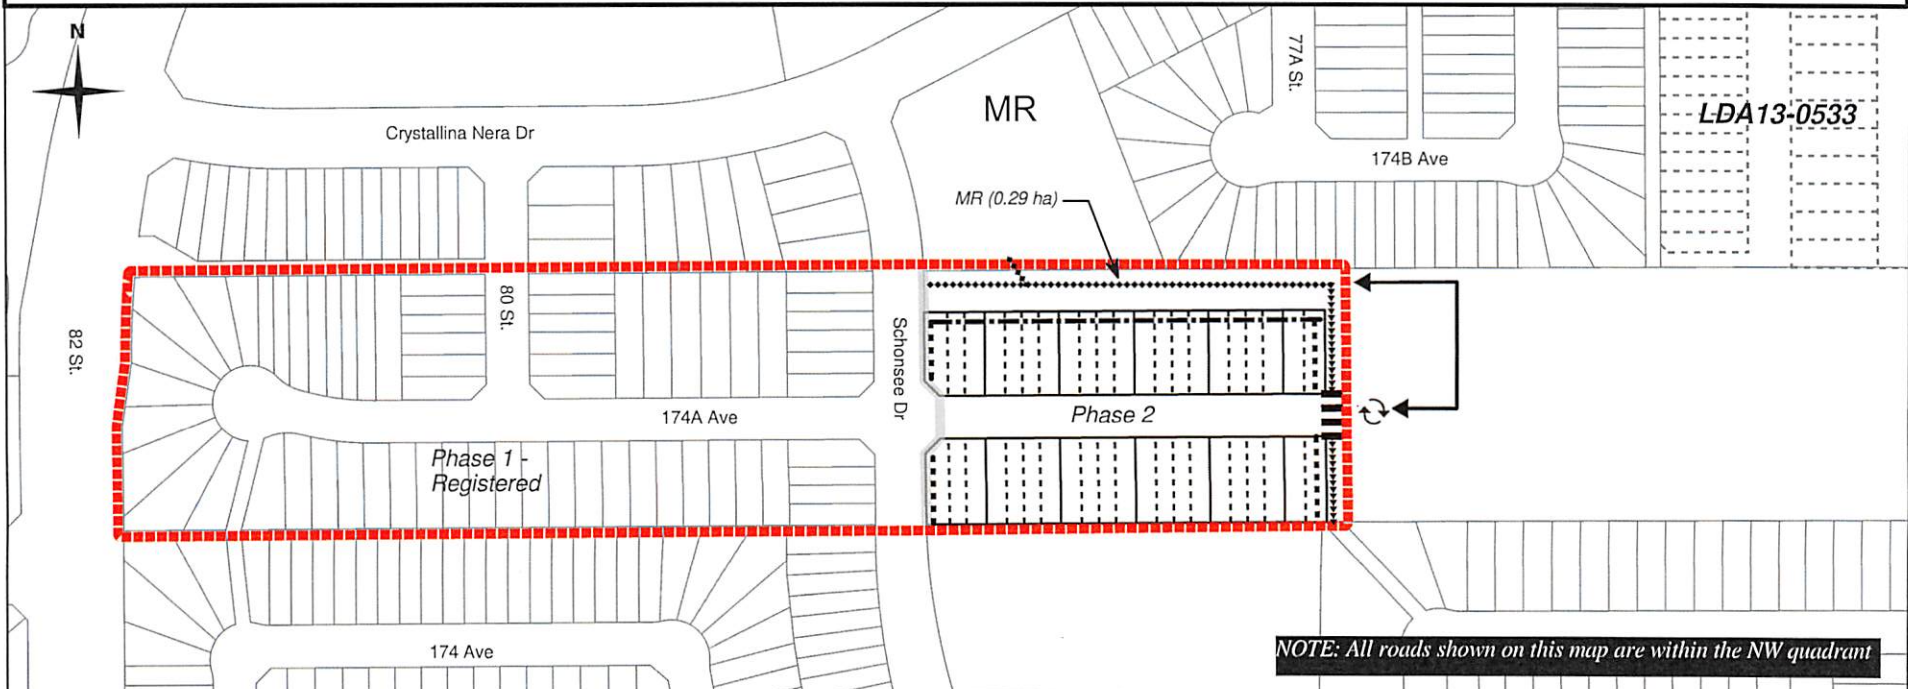 N
77A St.
MR
LDA13-0533
Crystallina Nera Dr
174B Ave
MR (0.29 ha)
80 St.
82 St.
Schonsee Dr
174A Ave
Phase 2
Phase 1 -
Registered
174 Ave
NOTE: All roads shown on this map are within the NW quadrant